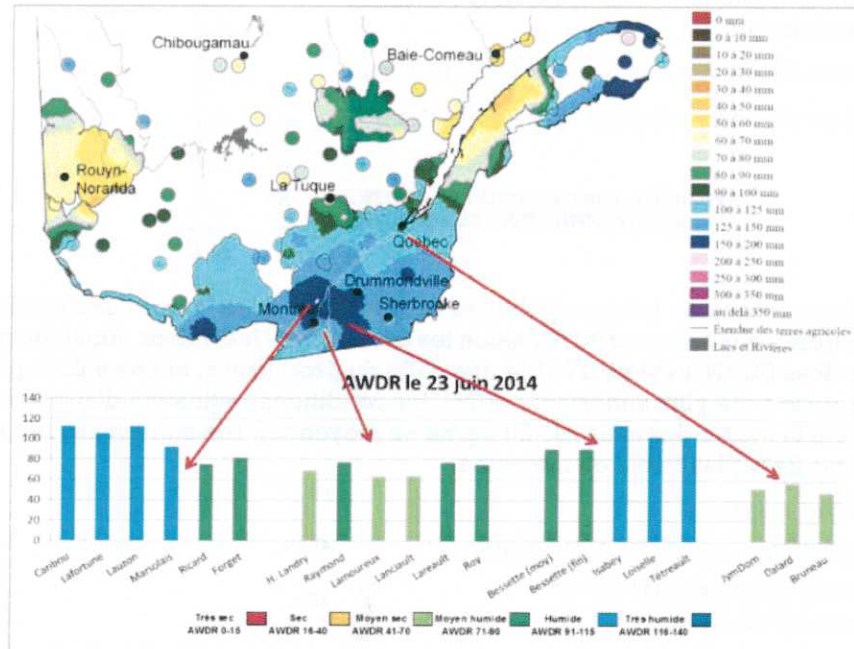 Chibougamau
Baie-Comeau
Rouyn-
Noranda
La Tuque
Québec
Drummondville
Montréal
Sherbrooke
0 mm
0 à 10 mm
10 à 20 mm
20 à 30 mm
30 à 40 mm
40 à 50 mm
50 à 60 mm
60 à 70 mm
70 à 80 mm
80 à 90 mm
90 à 100 mm
100 à 125 mm
125 à 150 mm
150 à 200 mm
200 à 250 mm
250 à 300 mm
300 à 350 mm
au delà 350 mm
Étendue des terres agricoles
Lacs et Rivières
AWDR le 23 juin 2014
140
120
100
80
60
40
20
0
Caribou
Lafortune
Lauzon
Marsolais
Ricard
Forget
H. Landry
Raymond
Lamoureux
Lanciault
Lareault
Roy
Bessette (moy)
Bessette (fin)
Isabey
Loiselle
Tetreault
JymDom
Dalard
Bruneau
Très sec
AWDR 0-15
Sec
AWDR 16-40
Moyen sec
AWDR 41-70
Moyen humide
AWDR 71-90
Humide
AWDR 91-115
Très humide
AWDR 116-140